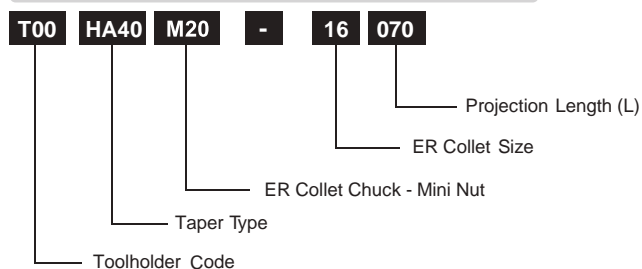 T00 HA40 M20 - 16 070
Projection Length (L)
ER Collet Size
ER Collet Chuck - Mini Nut
Taper Type
Toolholder Code